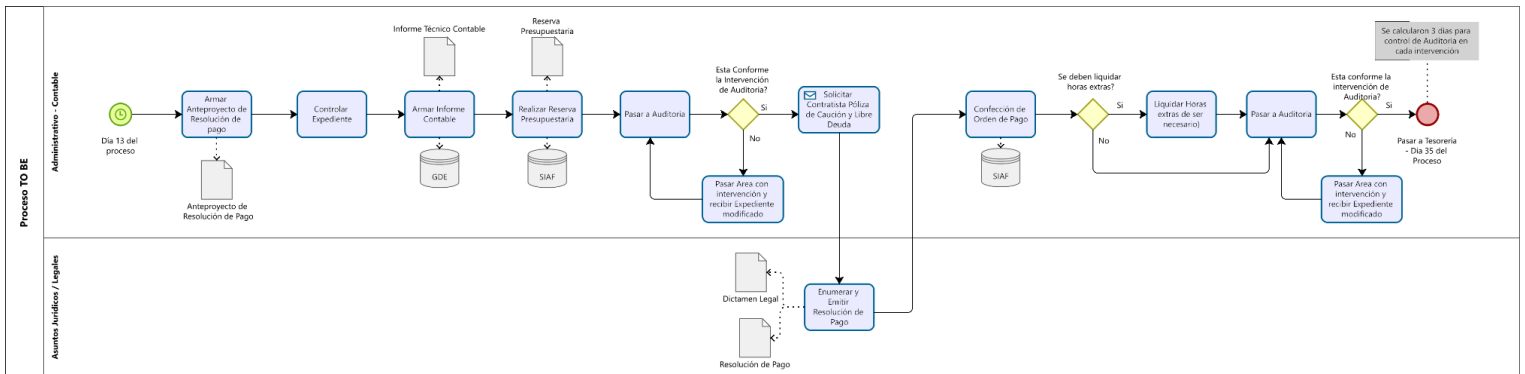 Proceso TO BE
Administrativo - Contable
Día 13 del
proceso
Armar
Anteproyecto de
Resolución de
pago
Anteproyecto de
Resolución de Pago
Controlar
Expediente
Informe Técnico Contable
Armar Informe
Contable
GDE
Reserva
Presupuestaria
Realizar Reserva
Presupuestaria
SIAF
Pasar a Auditoria
Esta Conforme
la Intervención
de Auditoria?
Si
No
Pasar Area con
intervención y
recibir Expediente
modificado
Solicitar
Contratista Póliza
de Caución y Libre
Deuda
Confección de
Orden de Pago
SIAF
Se deben liquidar
horas extras?
Si
No
Liquidar Horas
extras de ser
necesario)
Pasar a Auditoria
Esta conforme la
intervención de
Auditoria?
Si
No
Pasar Area con
intervención y
recibir Expediente
modificado
Se calcularon 3 dias para
control de Auditoria en
cada intervención
Pasar a Tesorería
- Día 35 del
Proceso
Asuntos Jurídicos / Legales
Dictamen Legal
Resolución de Pago
Enumerar y
Emitir
Resolución de
Pago